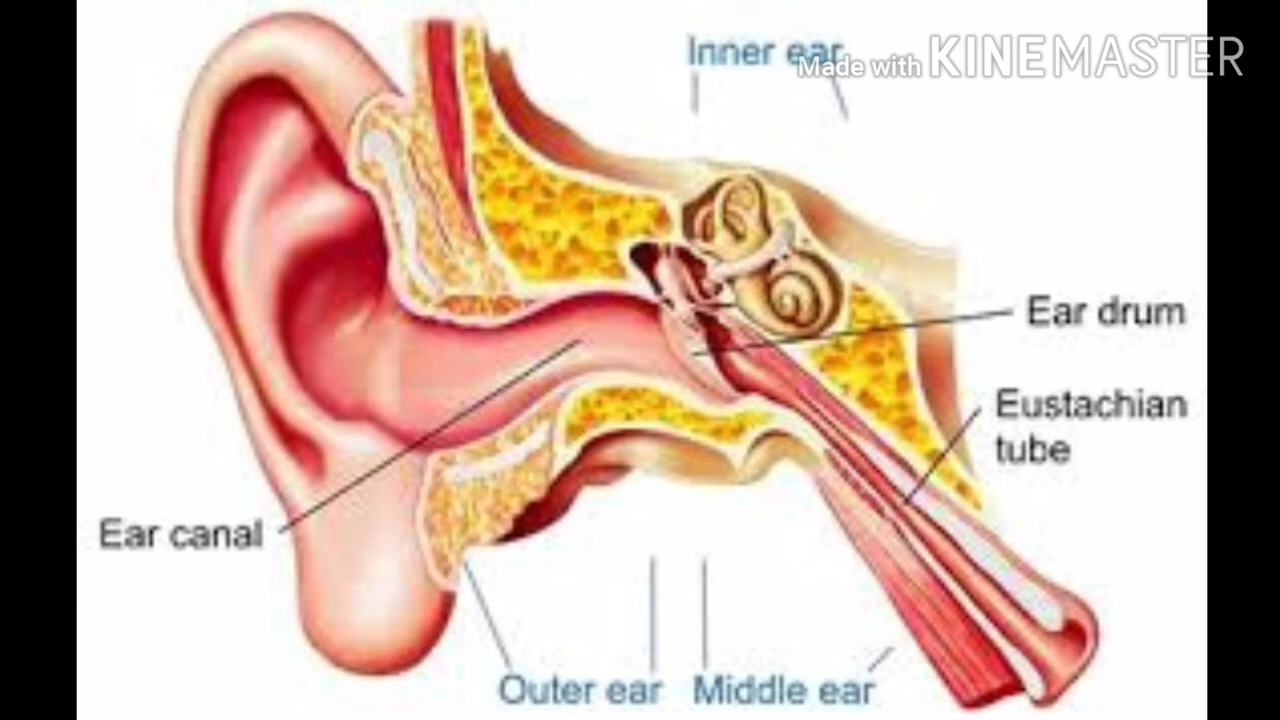 Inner ear
Made with KINEMASTER
Ear drum
Eustachian
tube
Ear canal
Outer ear
Middle ear